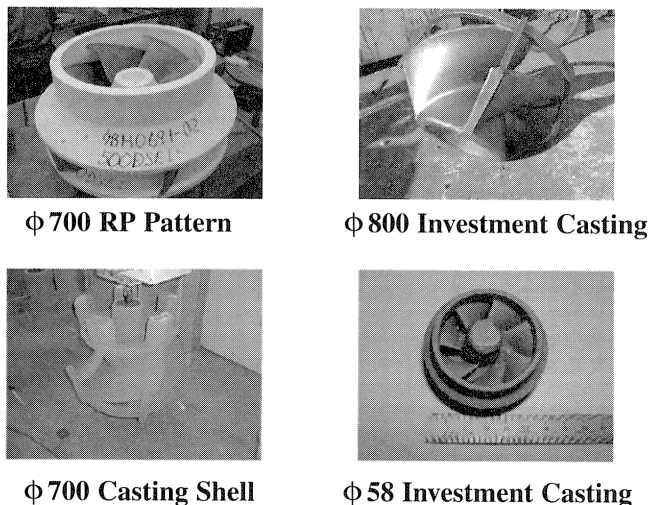 φ700 RP Pattern
φ800 Investment Casting
φ700 Casting Shell
φ58 Investment Casting